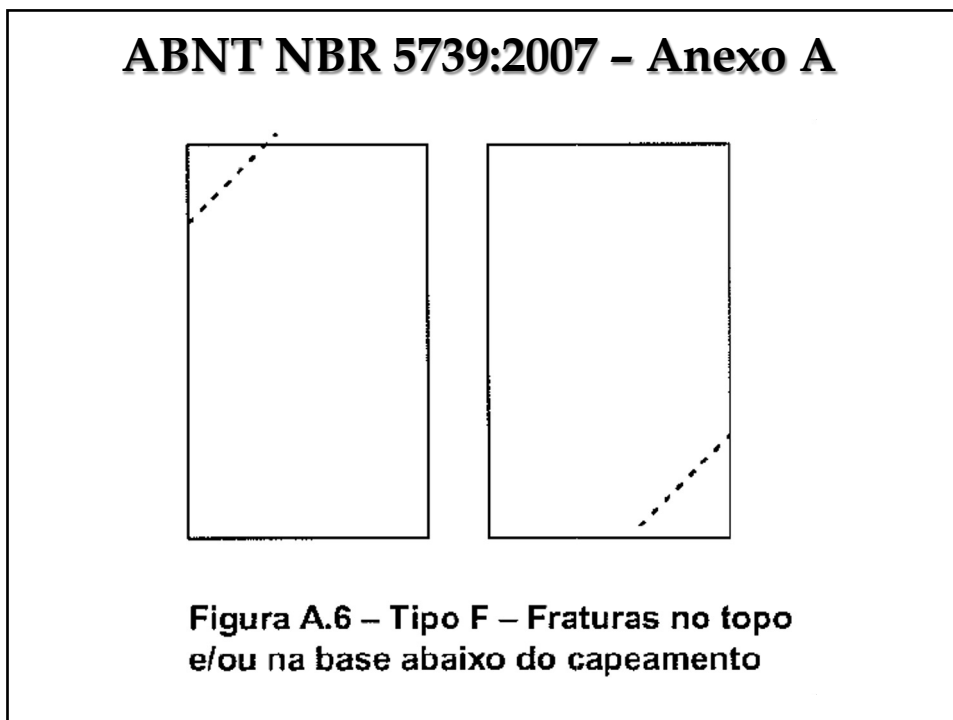 ABNT NBR 5739:2007 – Anexo A
Figura A.6 – Tipo F – Fraturas no topo
e/ou na base abaixo do capeamento